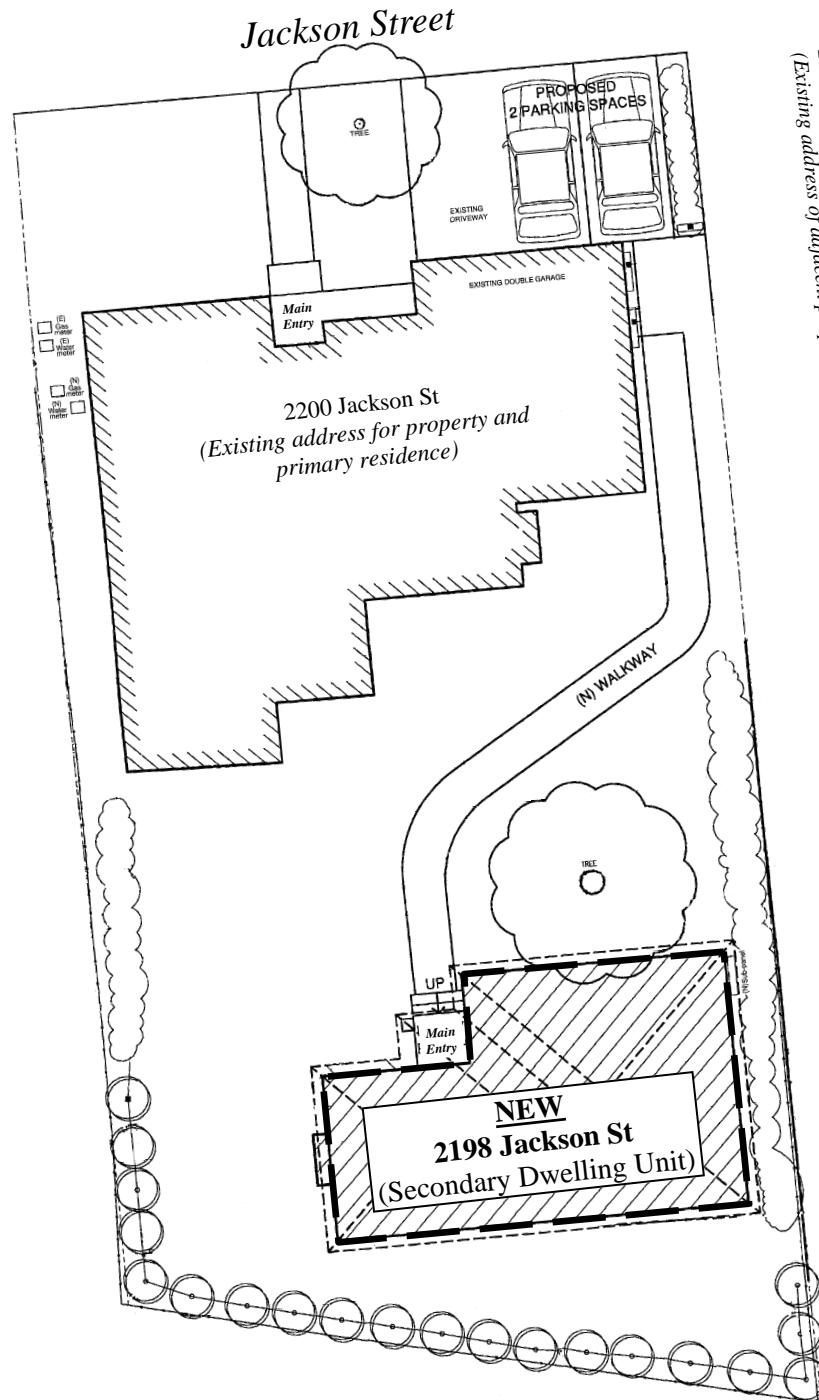 Jackson Street
(Existing address of adjacent
PROPOSED
2 PARKING SPACES
TREE
EXISTING
DRIVEWAY
EXISTING DOUBLE GARAGE
Main
Entry
(E)
Gas
meter
(E)
Water
meter
(N)
Gas
meter
(N)
Water
meter
2200 Jackson St
(Existing address for property and
primary residence)
(N) WALKWAY
TREE
UP
(N)Sub-panel
Main
Entry
NEW
2198 Jackson St
(Secondary Dwelling Unit)